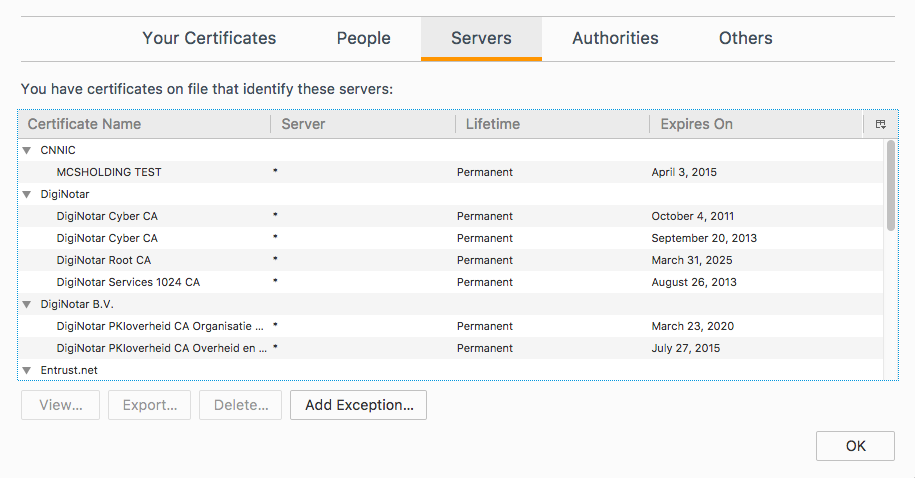 Your Certificates People Servers Authorities Others
You have certificates on file that identify these servers:
Certificate Name Server Lifetime Expires On
CNNIC
MCSHOLDING TEST * Permanent April 3, 2015
DigiNotar
DigiNotar Cyber CA * Permanent October 4, 2011
DigiNotar Cyber CA * Permanent September 20, 2013
DigiNotar Root CA * Permanent March 31, 2025
DigiNotar Services 1024 CA * Permanent August 26, 2013
DigiNotar B.V.
DigiNotar PKIoverheid CA Organisatie ... * Permanent March 23, 2020
DigiNotar PKIoverheid CA Overheid en ... * Permanent July 27, 2015
Entrust.net
View... Export... Delete... Add Exception...
OK